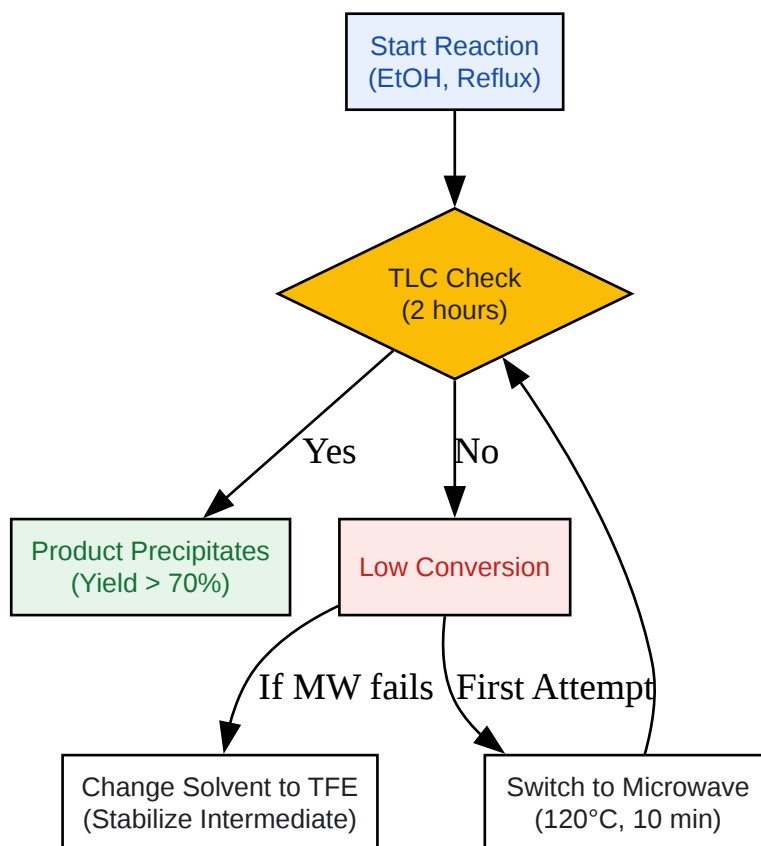 Start Reaction
(EtOH, Reflux)
TLC Check
(2 hours)
Yes
No
Product Precipitates
(Yield > 70%)
Low Conversion
If MW fails
First Attempt
Change Solvent to TFE
(Stabilize Intermediate)
Switch to Microwave
(120°C, 10 min)